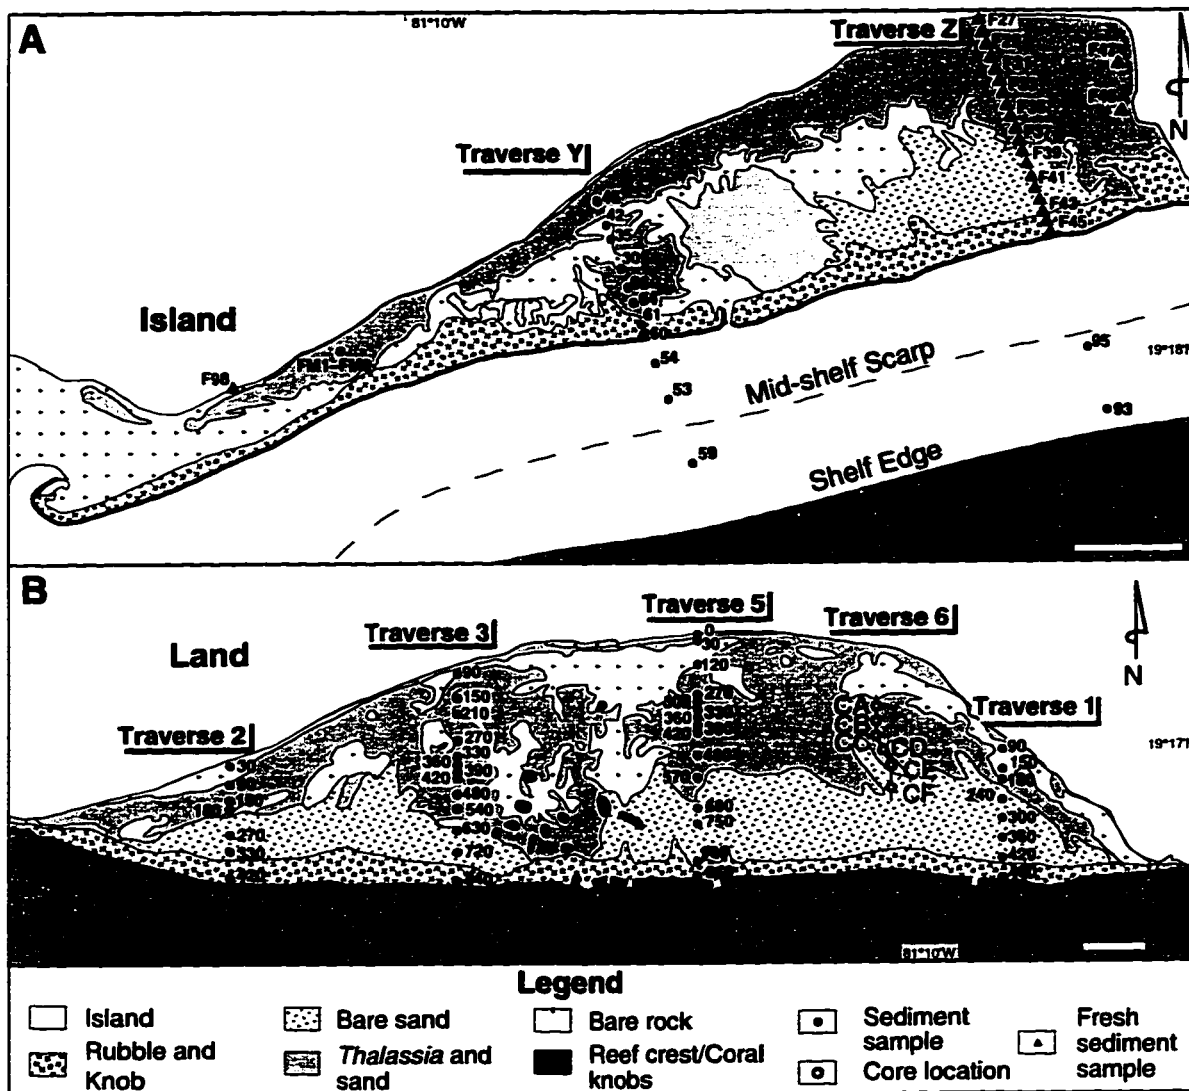 A
81°10'W
Traverse Z
F27
Traverse Y
N
F39
F41
F43
F45
42
35
30
61
60
Island
F98
FM1-FM9
54
53
59
95
93
Mid-shelf Scarp
19°18'
Shelf Edge
B
Land
Traverse 5
Traverse 3
Traverse 6
Traverse 2
Traverse 1
N
0
30
120
270
330
360
420
480
570
750
90
150
210
270
330
360
390
420
480
540
630
720
30
180
270
330
CA
CD
CE
CF
90
150
180
240
300
360
420
19°17'
81°10'W
Legend
Island
Bare sand
Bare rock
Sediment sample
Fresh sediment sample
Rubble and Knob
Thalassia and sand
Reef crest/Coral knobs
Core location